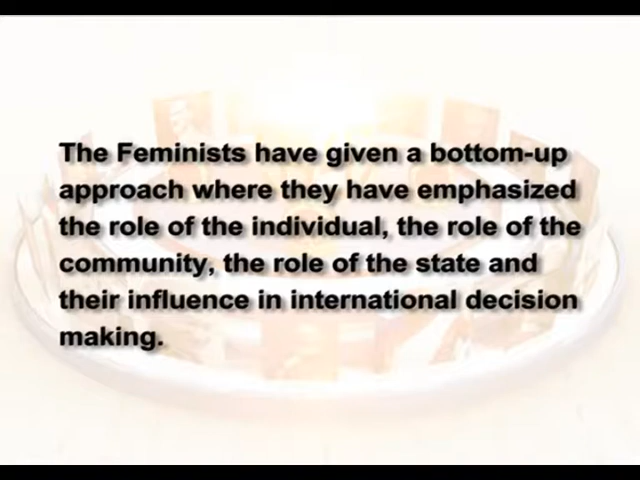 The Feminists have given a bottom-up
approach where they have emphasized
the role of the individual, the role of the
community, the role of the state and
their influence in international decision
making.